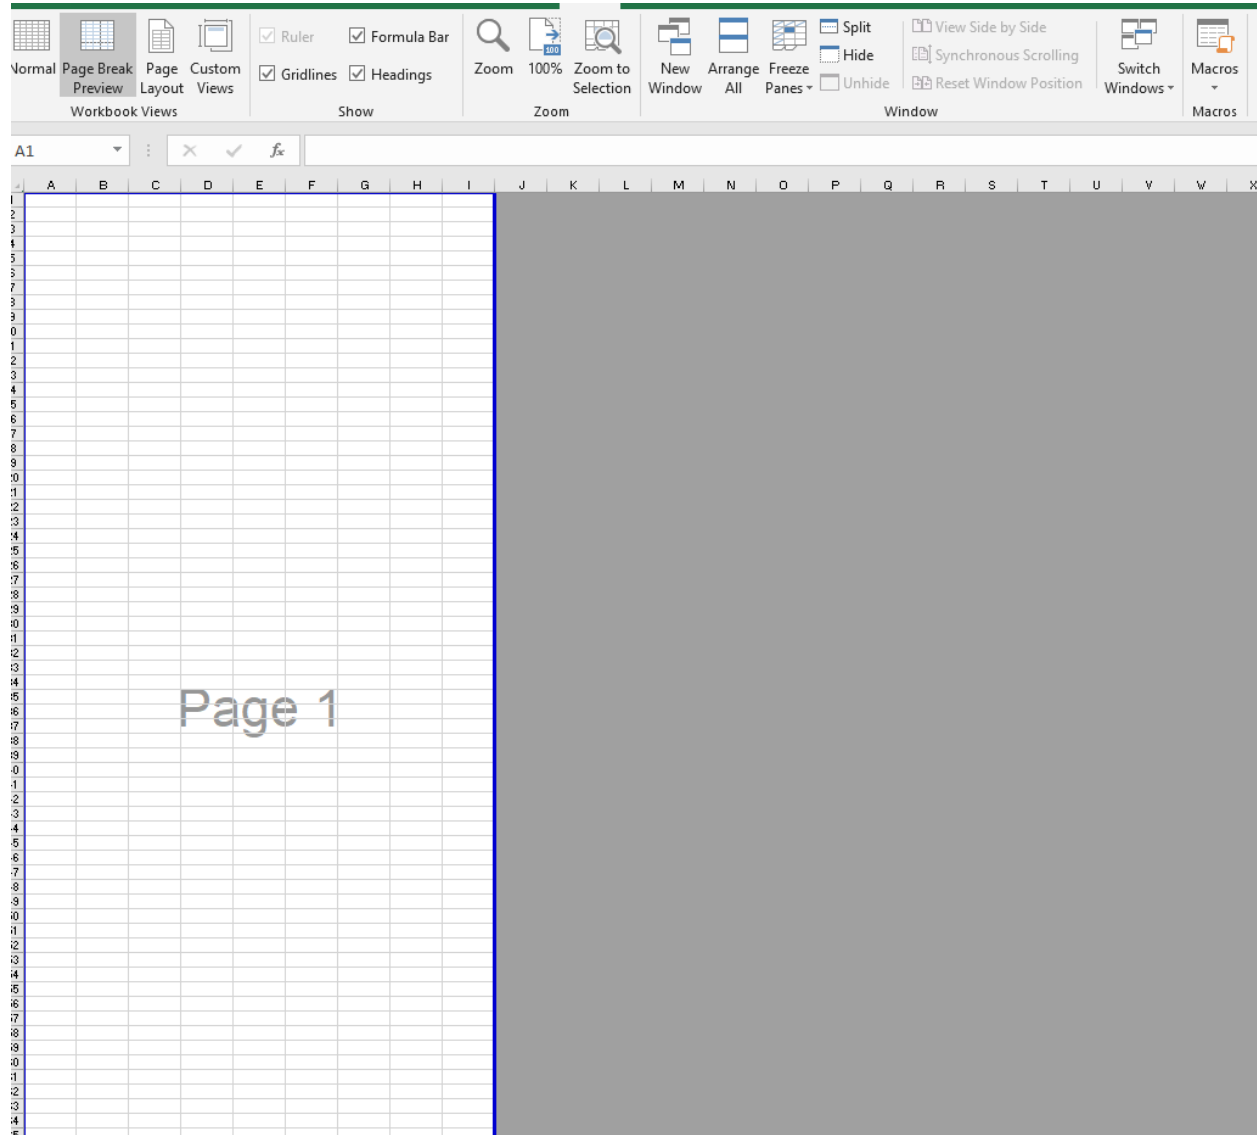 Ruler
Formula Bar
Split
View Side by Side
Hide
Synchronous Scrolling
Normal Page Break Page Custom
Gridlines
Headings
Zoom 100% Zoom to
New Arrange Freeze
Switch
Macros
Preview Layout Views
Selection
Window All Panes
Unhide
Reset Window Position
Windows
100
Workbook Views
Show
Zoom
Window
Macros
A1
fx
A B C D E F G H I J K L M N O P Q R S T U V W X
Page 1